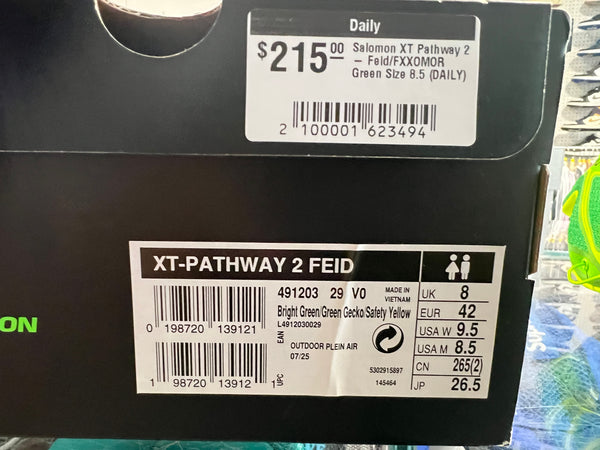 Daily
$215.00 Salomon XT Pathway 2
– Feid/FXXOMOR
Green Size 8.5 (DAILY)
2 100001 623494
ON
XT-PATHWAY 2 FEID
491203 29 V0 MADE IN VIETNAM
Bright Green/Green Gecko/Safety Yellow
L4912030029
0 198720 139121 EAN
OUTDOOR PLEIN AIR
07/25
1 98720 13912 1 UPC
5302915897
145464
UK 8
EUR 42
USA W 9.5
USA M 8.5
CN 265(2)
JP 26.5